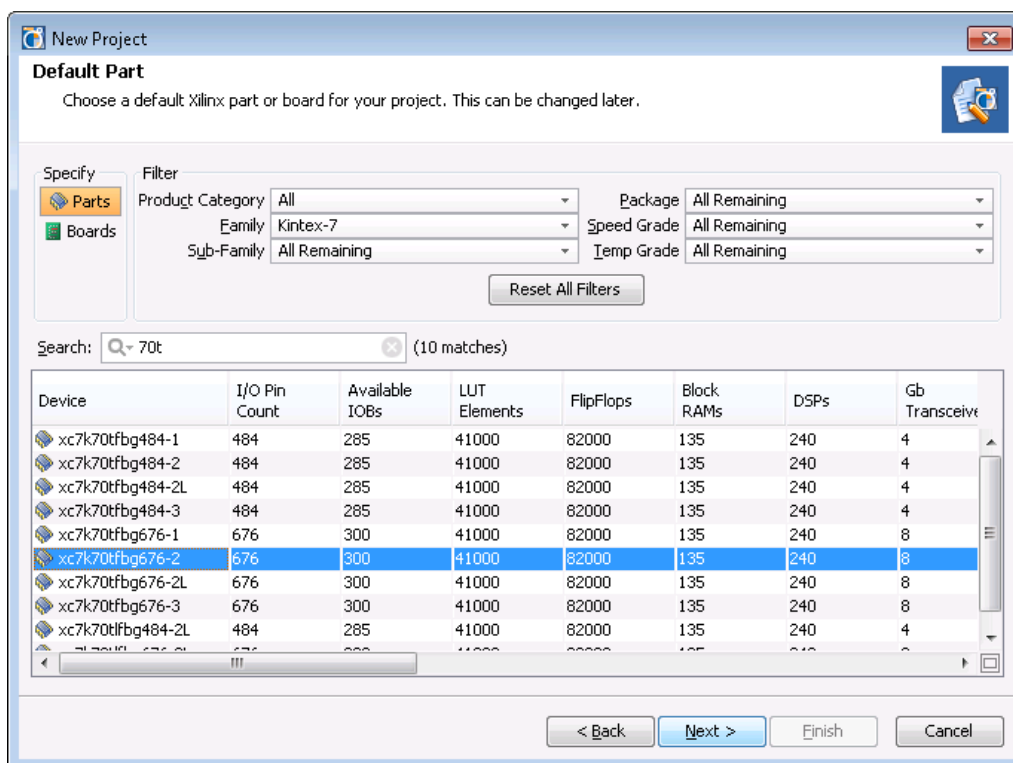 New Project
Default Part
Choose a default Xilinx part or board for your project. This can be changed later.
Specify
Filter
Parts
Boards
Product Category All
Package All Remaining
Family Kintex-7
Speed Grade All Remaining
Sub-Family All Remaining
Temp Grade All Remaining
Reset All Filters
Search: 70t (10 matches)
Device I/O Pin Count Available IOBs LUT Elements FlipFlops Block RAMs DSPs Gb Transceive
xc7k70tfbg484-1 484 285 41000 82000 135 240 4
xc7k70tfbg484-2 484 285 41000 82000 135 240 4
xc7k70tfbg484-2L 484 285 41000 82000 135 240 4
xc7k70tfbg484-3 484 285 41000 82000 135 240 4
xc7k70tfbg676-1 676 300 41000 82000 135 240 8
xc7k70tfbg676-2 676 300 41000 82000 135 240 8
xc7k70tfbg676-2L 676 300 41000 82000 135 240 8
xc7k70tfbg676-3 676 300 41000 82000 135 240 8
xc7k70tlfbg484-2L 484 285 41000 82000 135 240 4
< Back Next > Finish Cancel